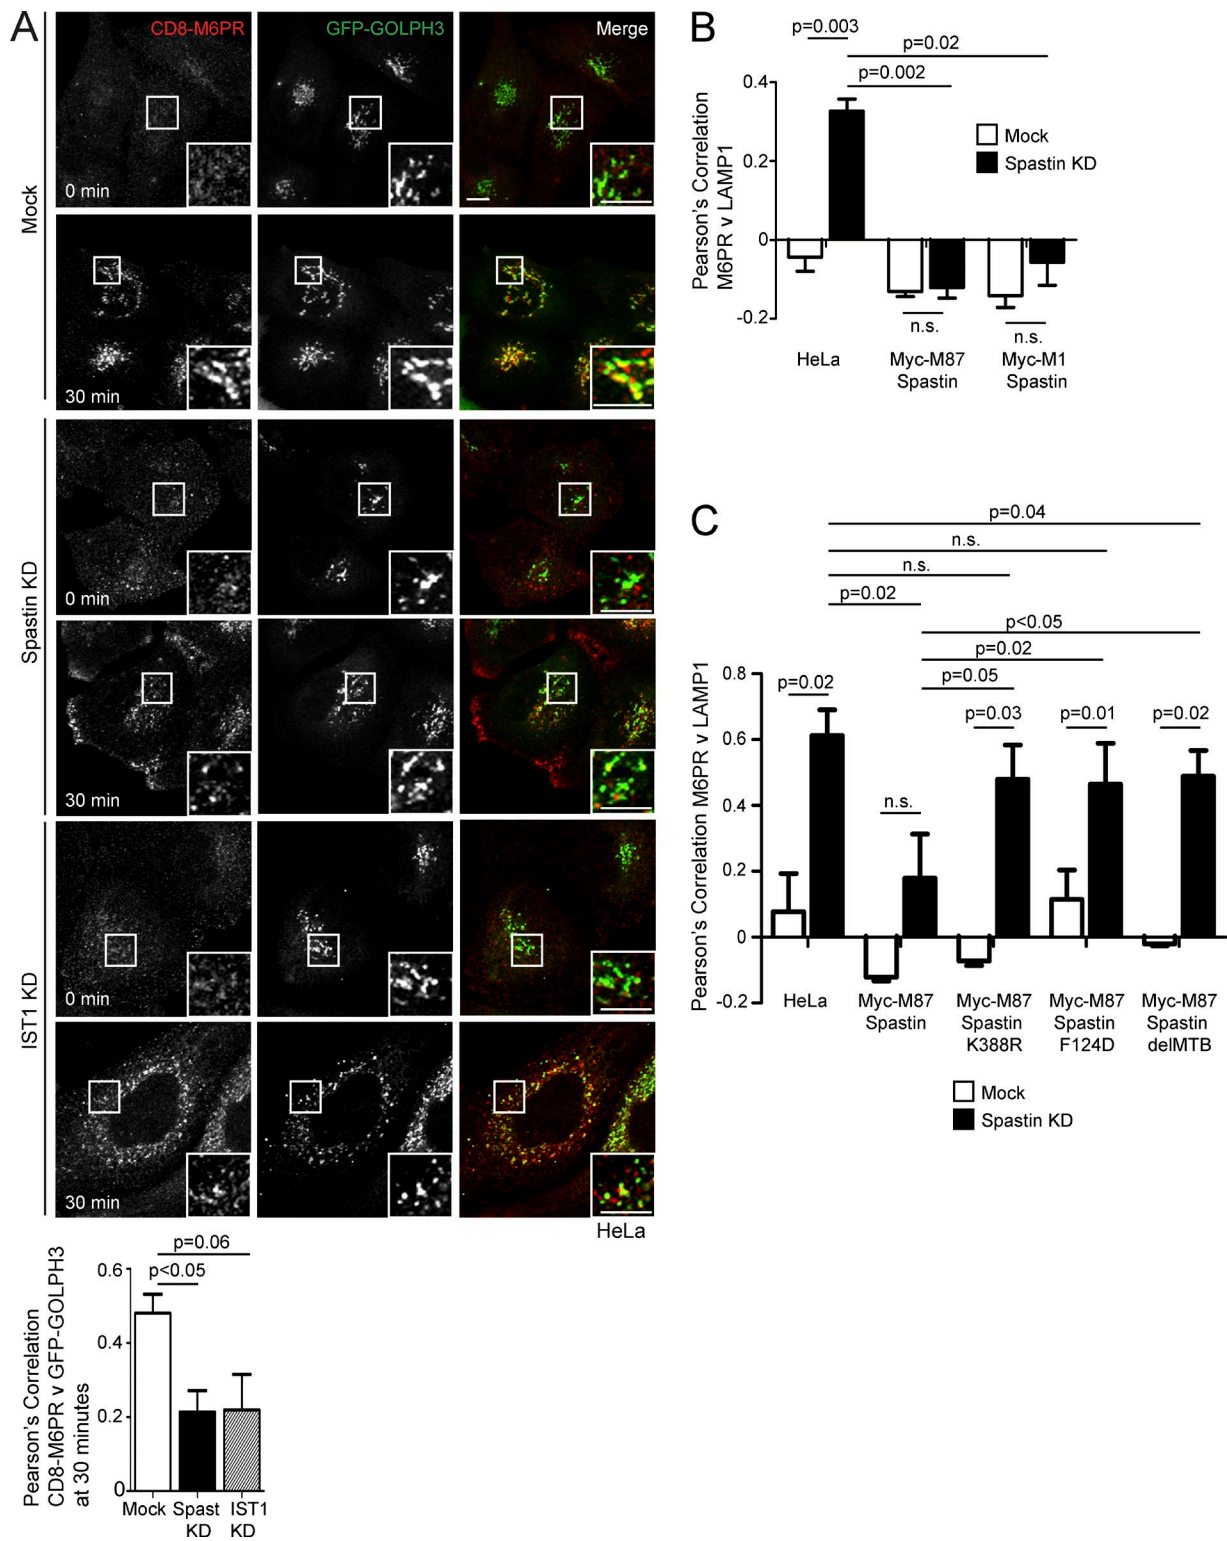 A
CD8-M6PR
GFP-GOLPH3
Merge
Mock
0 min
30 min
Spastin KD
0 min
30 min
IST1 KD
0 min
30 min
HeLa
Pearson's Correlation
CD8-M6PR v GFP-GOLPH3
at 30 minutes
p=0.06
p<0.05
0.6
0.4
0.2
0
Mock
Spast
KD
IST1
KD
B
p=0.003
p=0.02
p=0.002
Pearson's Correlation
M6PR v LAMP1
0.4
0.2
0
-0.2
Mock
Spastin KD
n.s.
n.s.
HeLa
Myc-M87
Spastin
Myc-M1
Spastin
C
p=0.04
n.s.
n.s.
p=0.02
p<0.05
p=0.02
p=0.05
p=0.02
n.s.
p=0.03
p=0.01
p=0.02
Pearson's Correlation M6PR v LAMP1
0.8
0.6
0.4
0.2
0
-0.2
HeLa
Myc-M87
Spastin
Myc-M87
Spastin
K388R
Myc-M87
Spastin
F124D
Myc-M87
Spastin
delMTB
Mock
Spastin KD